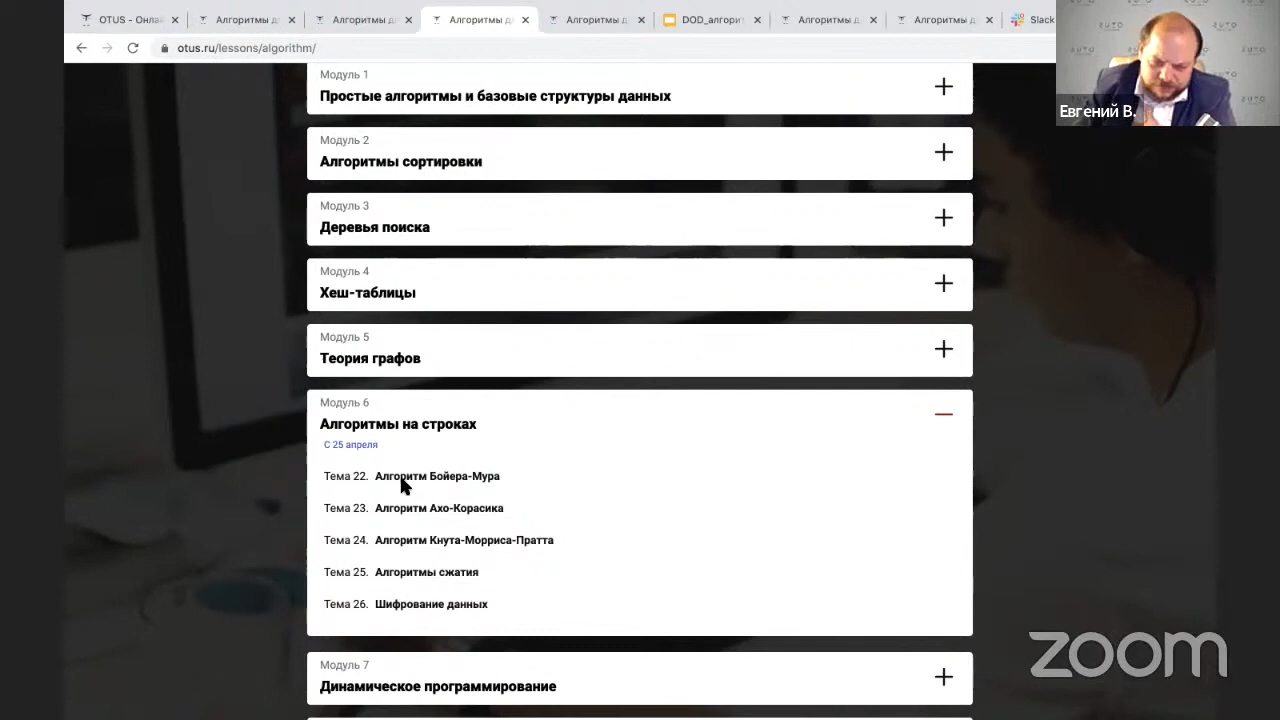 OTUS - Онлай
Алгоритмы д
Алгоритмы дл
Алгоритмы дл
Алгоритмы д
DOD_алгорит
Алгоритмы д
Алгоритмы д
Slack
otus.ru/lessons/algorithm/
Евгений В.
Модуль 1
Простые алгоритмы и базовые структуры данных
Модуль 2
Алгоритмы сортировки
Модуль 3
Деревья поиска
Модуль 4
Хеш-таблицы
Модуль 5
Теория графов
Модуль 6
Алгоритмы на строках
С 25 апреля
Тема 22. Алгоритм Бойера-Мура
Тема 23. Алгоритм Ахо-Корасика
Тема 24. Алгоритм Кнута-Морриса-Пратта
Тема 25. Алгоритмы сжатия
Тема 26. Шифрование данных
zoom
Модуль 7
Динамическое программирование